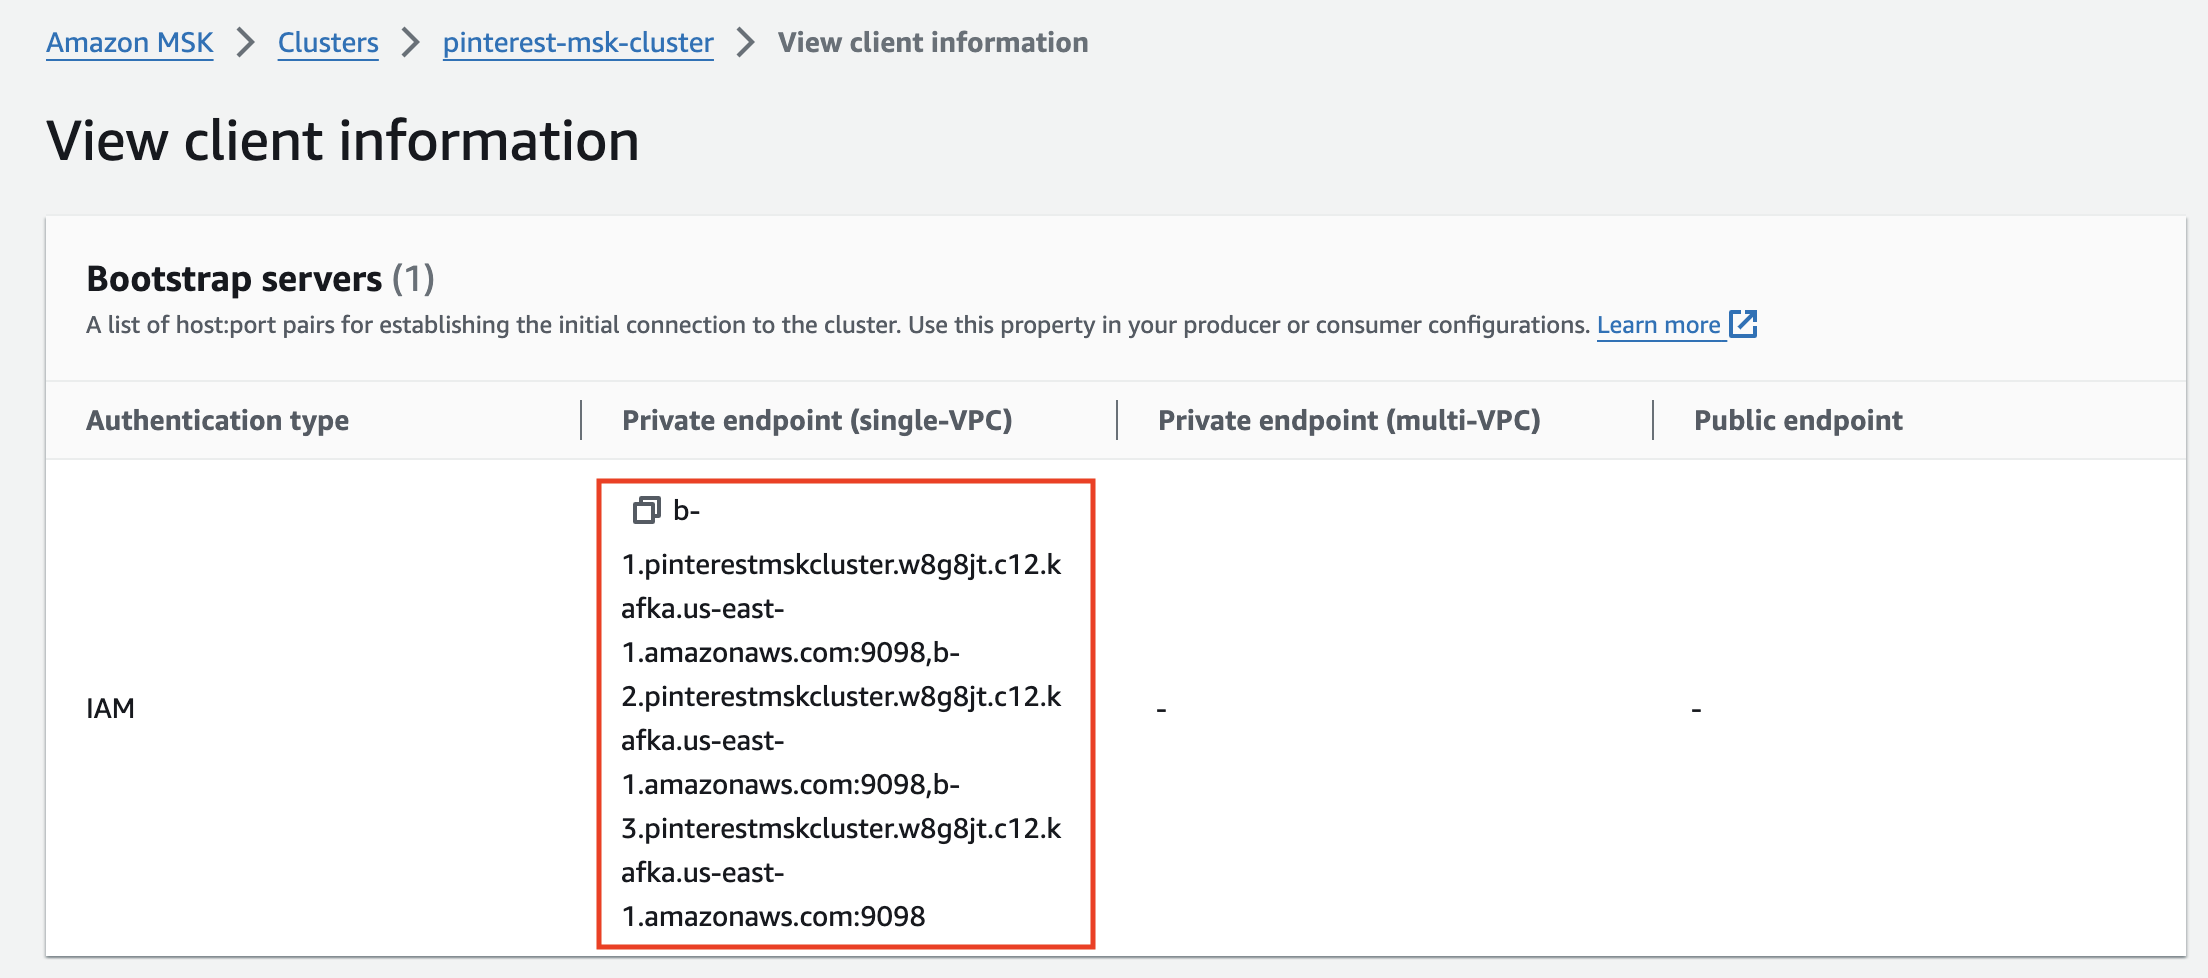 Amazon MSK > Clusters > pinterest-msk-cluster > View client information
View client information
Bootstrap servers (1)
A list of host:port pairs for establishing the initial connection to the cluster. Use this property in your producer or consumer configurations. Learn more
Authentication type | Private endpoint (single-VPC) | Private endpoint (multi-VPC) | Public endpoint
b-
1.pinterestmskcluster.w8g8jt.c12.k
afka.us-east-
1.amazonaws.com:9098,b-
2.pinterestmskcluster.w8g8jt.c12.k
IAM - -
afka.us-east-
1.amazonaws.com:9098,b-
3.pinterestmskcluster.w8g8jt.c12.k
afka.us-east-
1.amazonaws.com:9098